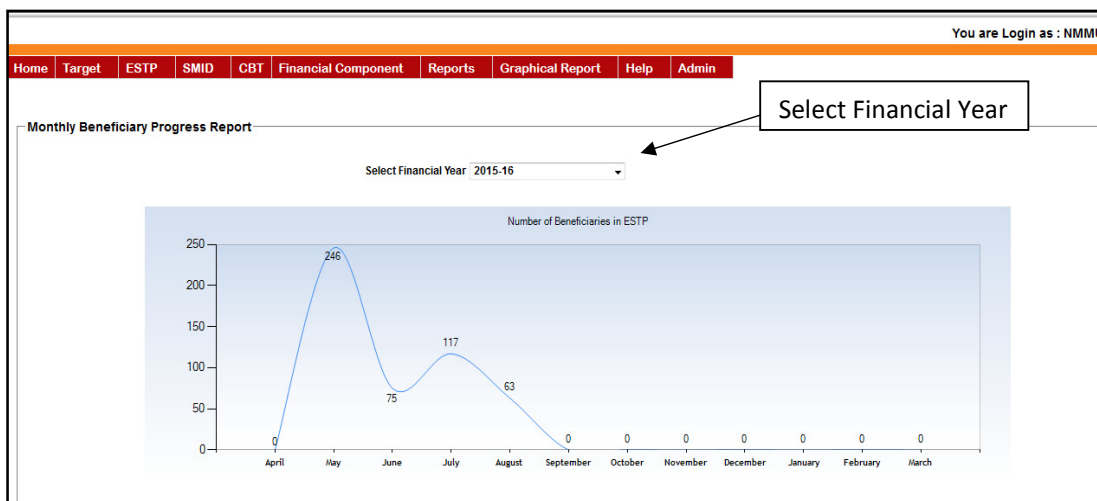 You are Login as : NMMU
Home Target ESTP SMID CBT Financial Component Reports Graphical Report Help Admin
Select Financial Year
Monthly Beneficiary Progress Report
Select Financial Year 2015-16
Number of Beneficiaries in ESTP
250
246
200
150
117
100
75
63
50
0
0 0 0 0 0 0 0 0
April May June July August September October November December January February March